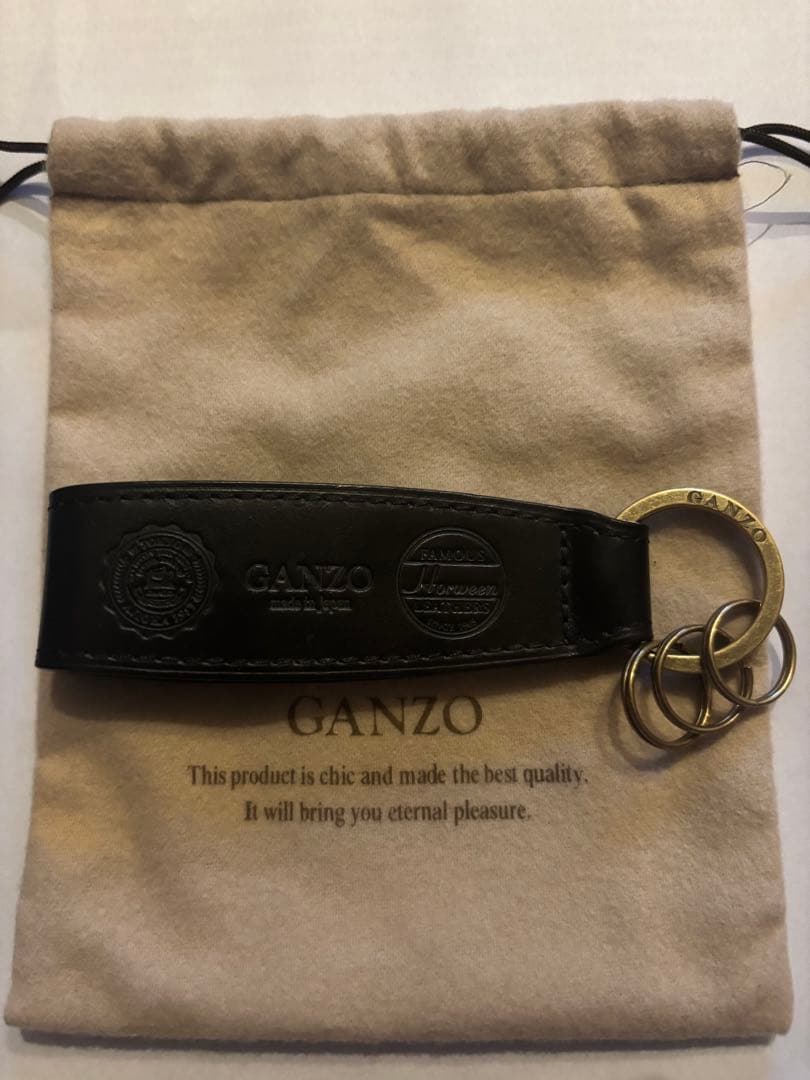 GANZO
GANZO
made in Japan
FAMOUS
Horween
LEATHERS
GANZO
This product is chic and made the best quality.
It will bring you eternal pleasure.